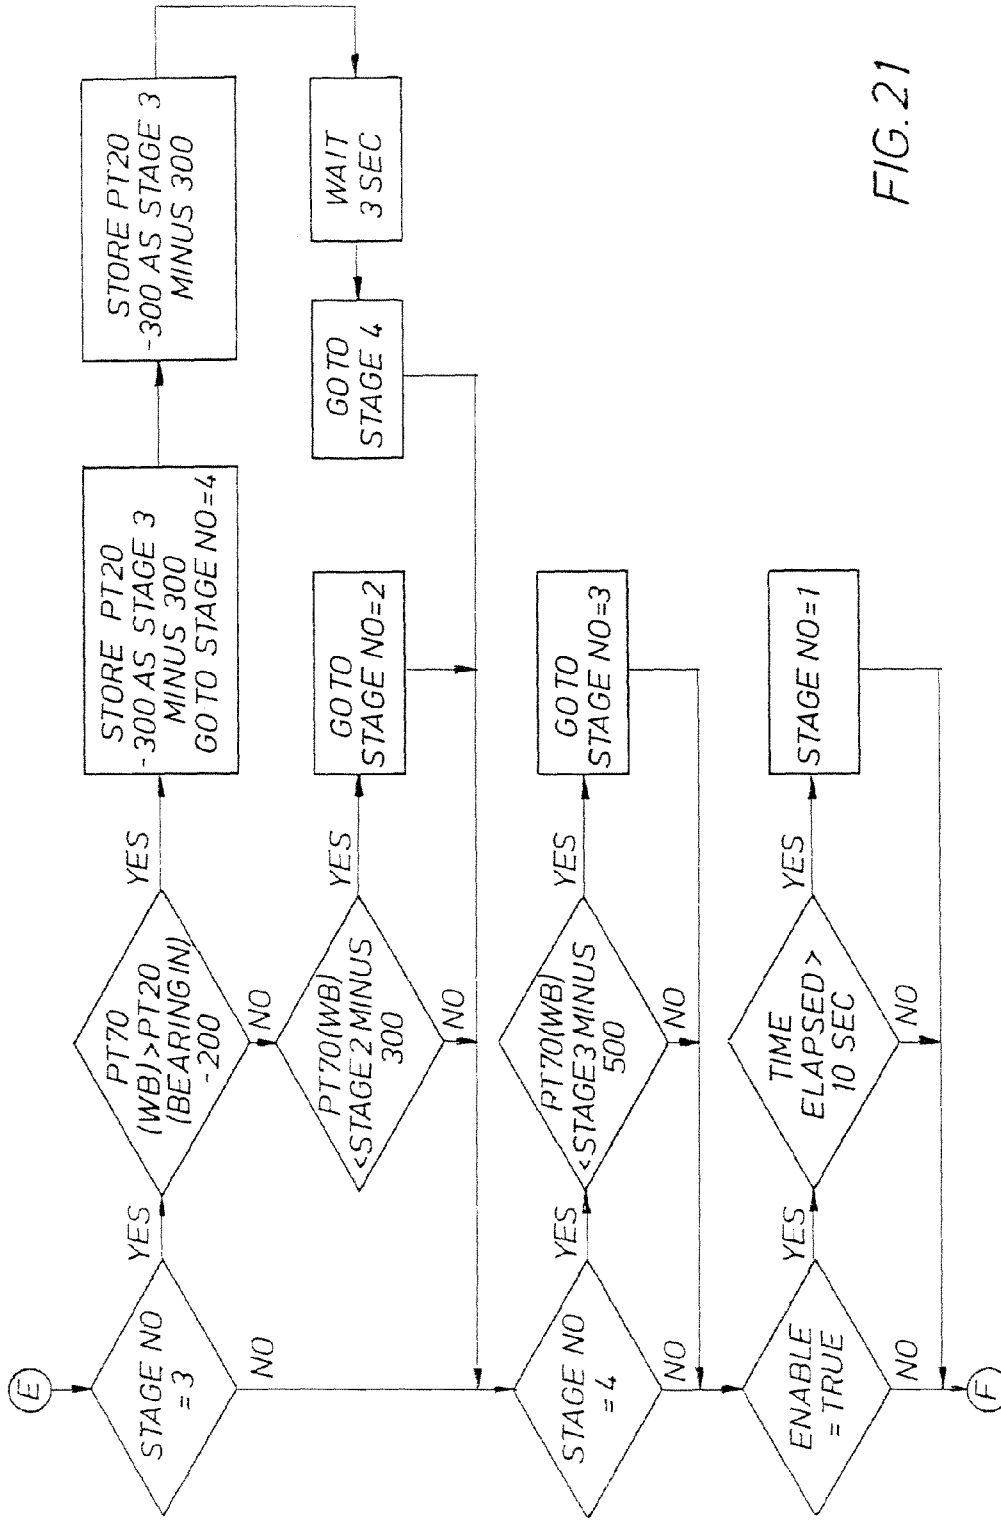 E
STAGE NO
=3
YES
NO
PT70
(WB)>PT20
(BEARING IN)
-200
YES
NO
STORE PT20
-300 AS STAGE 3
MINUS 300
GO TO STAGE NO=4
STORE PT20
-300 AS STAGE 3
MINUS 300
WAIT
3 SEC
GO TO
STAGE 4
PT70(WB)
<STAGE 2 MINUS
300
YES
NO
GO TO
STAGE NO=2
STAGE NO
=4
YES
NO
PT70(WB)
<STAGE3 MINUS
500
YES
NO
GO TO
STAGE NO=3
ENABLE
=TRUE
YES
NO
TIME
ELAPSED>
10 SEC
YES
NO
STAGE NO=1
F
FIG.21